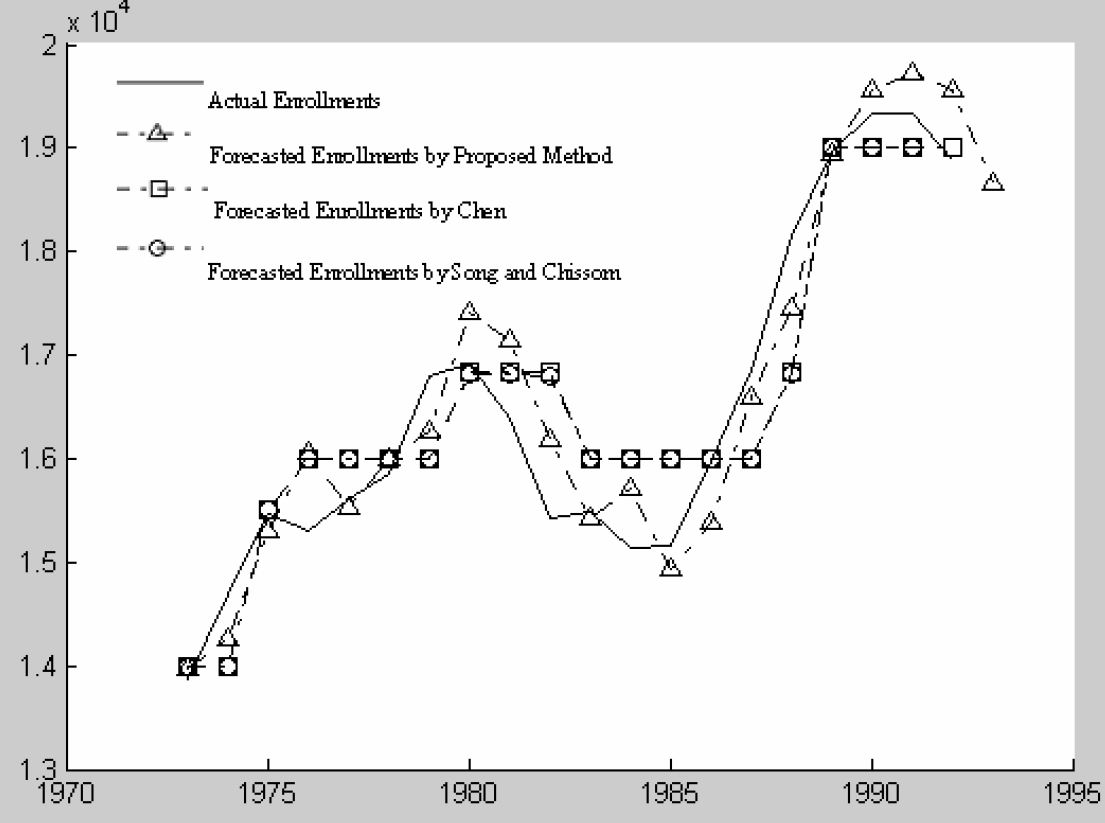 x 10⁴
2
1.9
1.8
1.7
1.6
1.5
1.4
1.3
Actual Enrollments
Forecasted Enrollments by Proposed Method
Forecasted Enrollments by Chen
Forecasted Enrollments by Song and Chissom
1970 1975 1980 1985 1990 1995